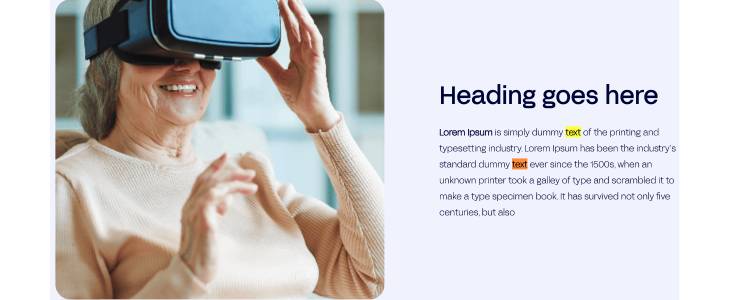 Heading goes here
Lorem Ipsum is simply dummy text of the printing and
typesetting industry. Lorem Ipsum has been the industry's
standard dummy text ever since the 1500s, when an
unknown printer took a galley of type and scrambled it to
make a type specimen book. It has survived not only five
centuries, but also